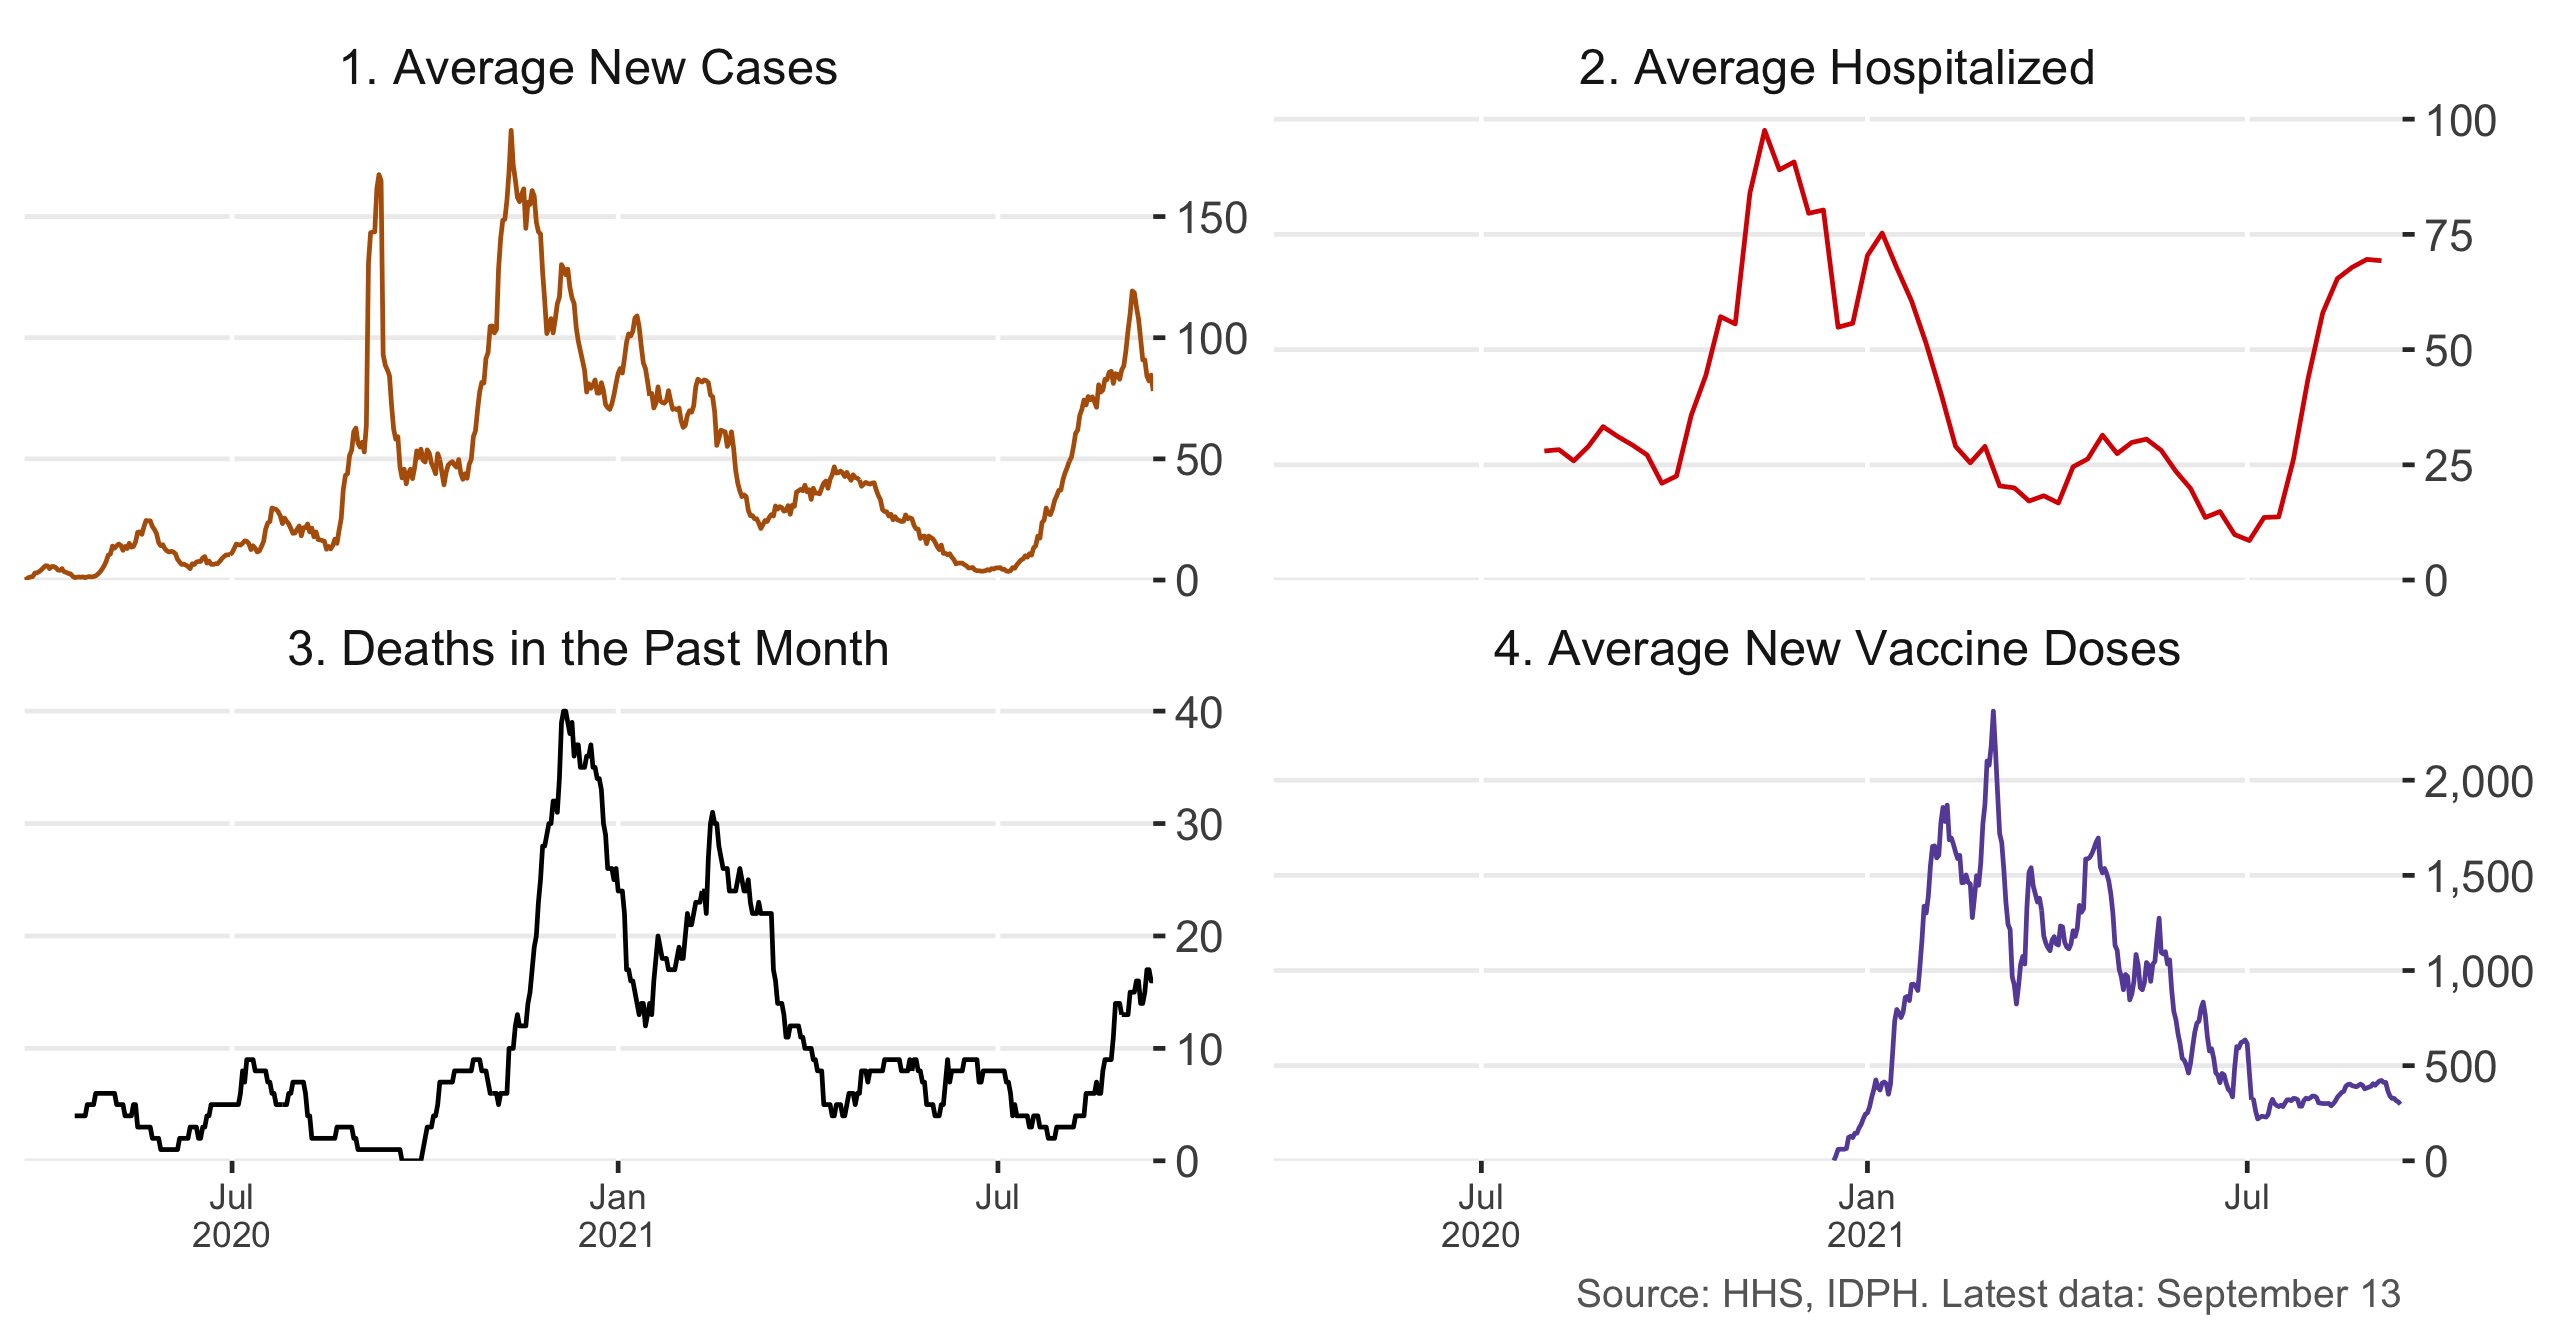 1. Average New Cases
2. Average Hospitalized
150
100
50
0
100
75
50
25
0
3. Deaths in the Past Month
4. Average New Vaccine Doses
40
30
20
10
0
2,000
1,500
1,000
500
0
Jul
2020
Jan
2021
Jul
Jul
2020
Jan
2021
Jul
Source: HHS, IDPH. Latest data: September 13